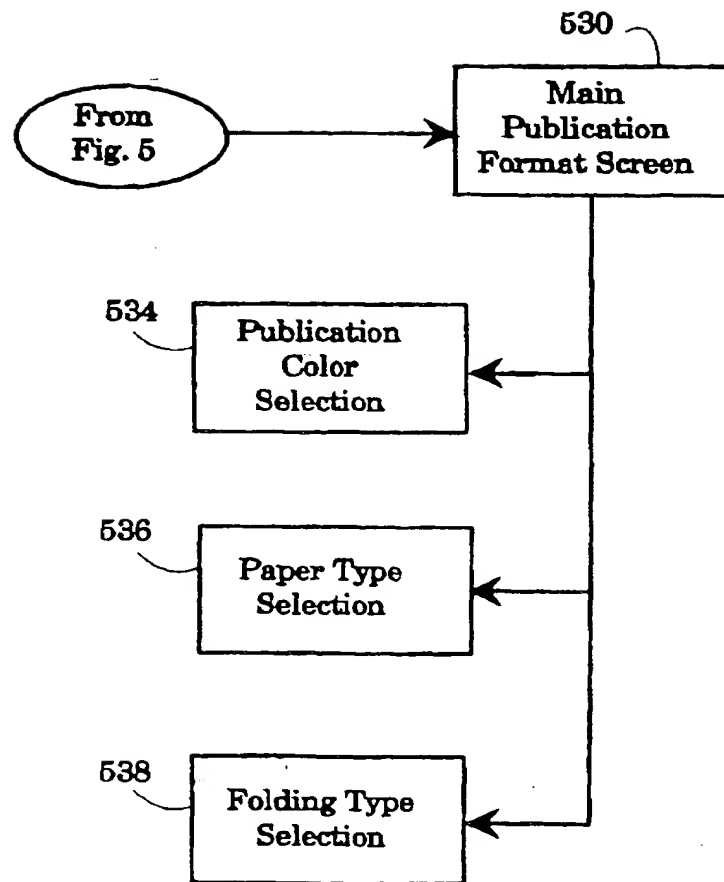 530
Main
Publication
Format Screen
From
Fig. 5
534
Publication
Color
Selection
536
Paper Type
Selection
538
Folding Type
Selection